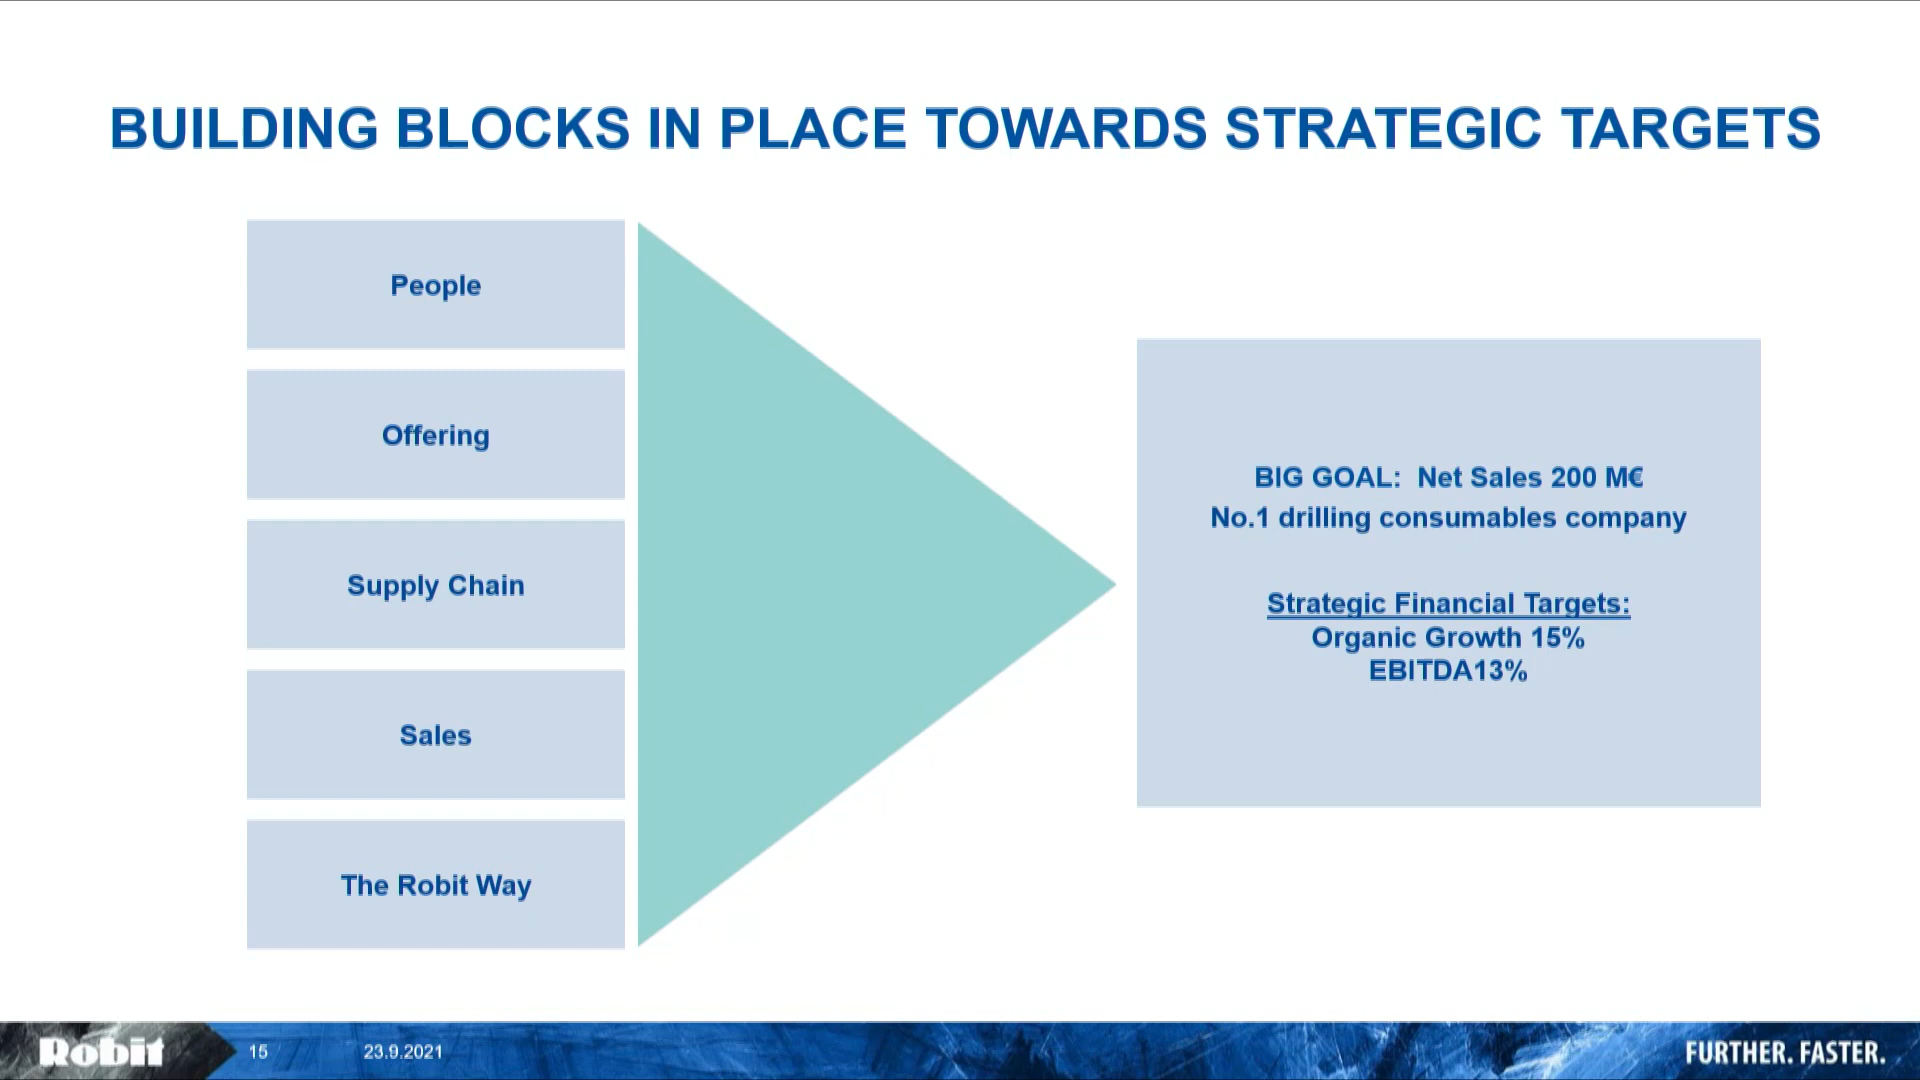 BUILDING BLOCKS IN PLACE TOWARDS STRATEGIC TARGETS
People
Offering
Supply Chain
Sales
The Robit Way
BIG GOAL:  Net Sales 200 M€
No.1 drilling consumables company
Strategic Financial Targets:
Organic Growth 15%
EBITDA13%
Robit
15
23.9.2021
FURTHER. FASTER.